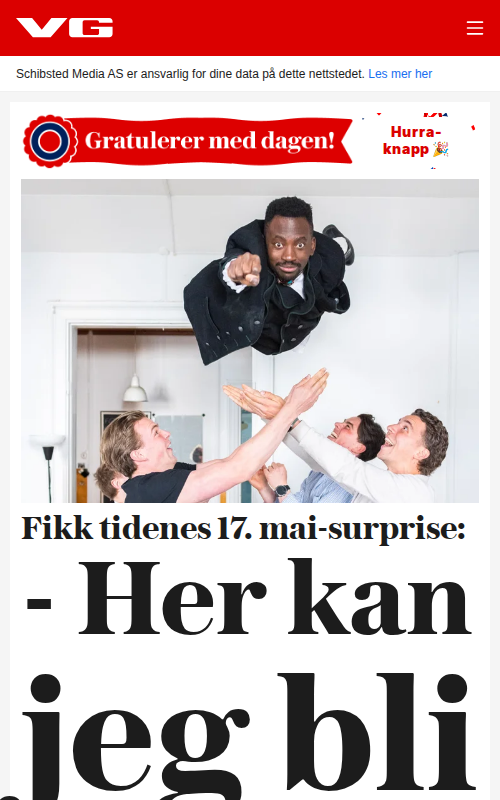 VG
Schibsted Media AS er ansvarlig for dine data på dette nettstedet. Les mer her
Gratulerer med dagen!
Hurra-
knapp 🎉
Fikk tidenes 17. mai-surprise:
- Her kan
jeg bli